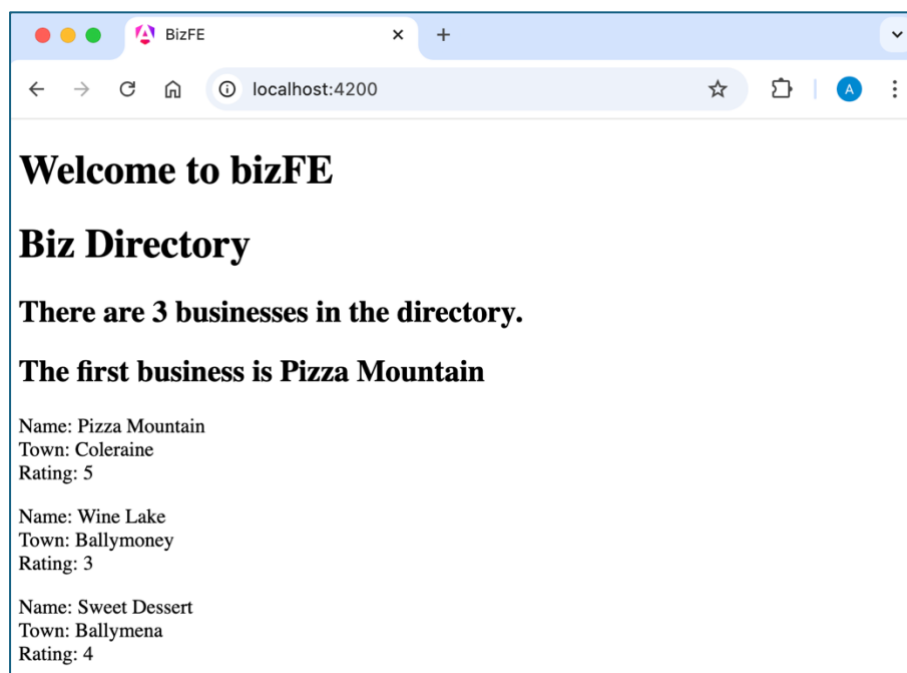 BizFE
localhost:4200
A
Welcome to bizFE
Biz Directory
There are 3 businesses in the directory.
The first business is Pizza Mountain
Name: Pizza Mountain
Town: Coleraine
Rating: 5
Name: Wine Lake
Town: Ballymoney
Rating: 3
Name: Sweet Dessert
Town: Ballymena
Rating: 4